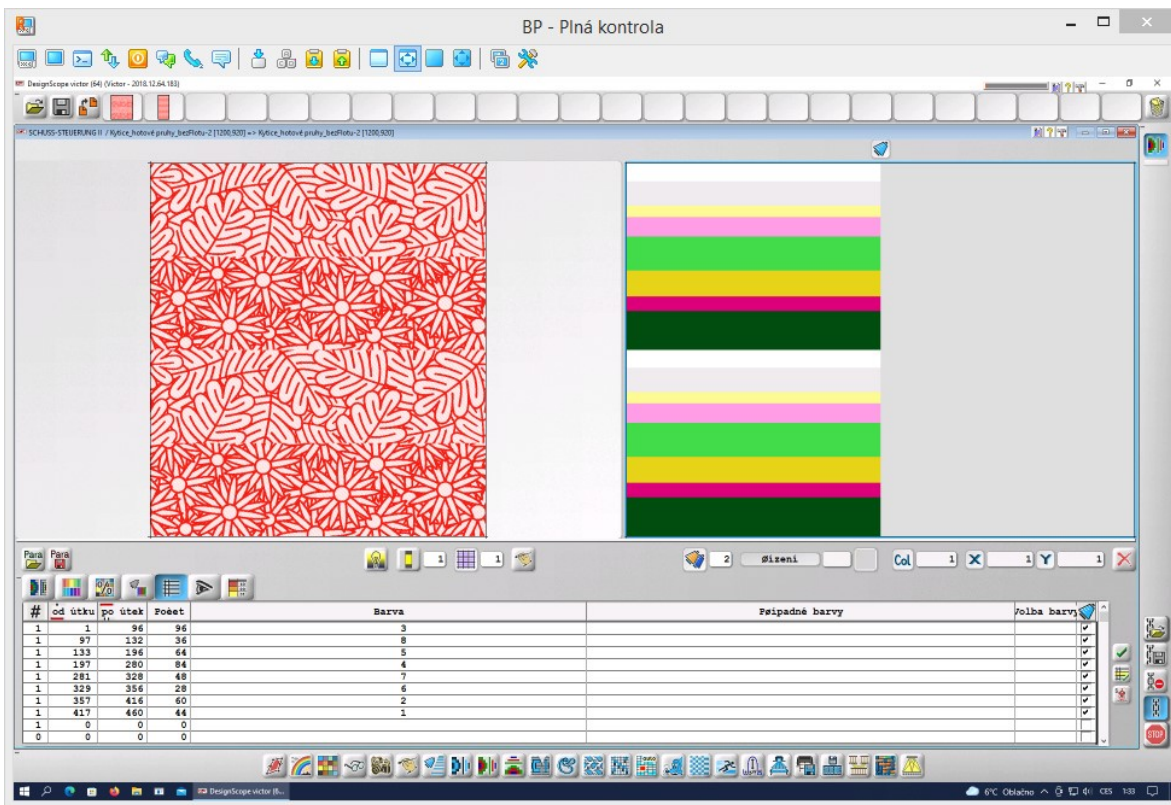 BP - Plná kontrola
DesignScope victor (64) (Victor - 2018.12.64.183)
SCHUSS-STEUERUNG II / Kytice_hotové pruhy_bezFlotu-2 [1200,920] => Kytice_hotové pruhy_bezFlotu-2 [1200,920]
Para Para 1 1 2 Øízení Col 1 X 1 Y 1
# od útku po útek Poèet Barva Pøípadné barvy Volba barvy
1 1 96 96 3
1 97 132 36 8
1 133 196 64 5
1 197 280 84 4
1 281 328 48 7
1 329 356 28 6
1 357 416 60 2
1 417 460 44 1
1 0 0 0
0 0 0 0
STOP
DesignScope victor (6...
6°C Oblačno CES 1:33